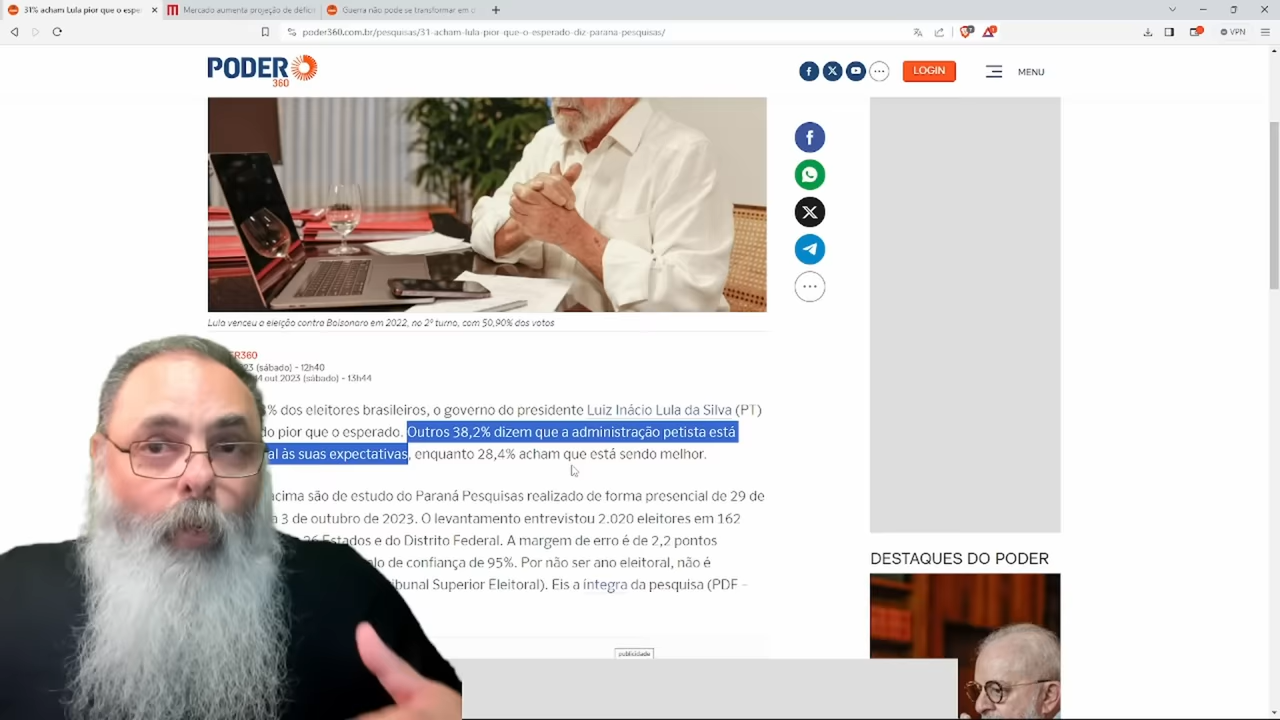 31% acham Lula pior que o esper
Mercado aumenta projeção de défici
Guerra não pode se transformar em o
poder360.com.br/pesquisas/31-acham-lula-pior-que-o-esperado-diz-parana-pesquisas/
VPN
PODER
360
LOGIN
MENU
Lula venceu a eleição contra Bolsonaro em 2022, no 2º turno, com 50,90% dos votos
ER360
23 (sábado) - 12h40
14.out.2023 (sábado) - 13h44
% dos eleitores brasileiros, o governo do presidente Luiz Inácio Lula da Silva (PT)
do pior que o esperado. Outros 38,2% dizem que a administração petista está
al às suas expectativas, enquanto 28,4% acham que está sendo melhor.
acima são de estudo do Paraná Pesquisas realizado de forma presencial de 29 de
a 3 de outubro de 2023. O levantamento entrevistou 2.020 eleitores em 162
26 Estados e do Distrito Federal. A margem de erro é de 2,2 pontos
lo de confiança de 95%. Por não ser ano eleitoral, não é
ibunal Superior Eleitoral). Eis a íntegra da pesquisa (PDF -
publicidade
DESTAQUES DO PODER